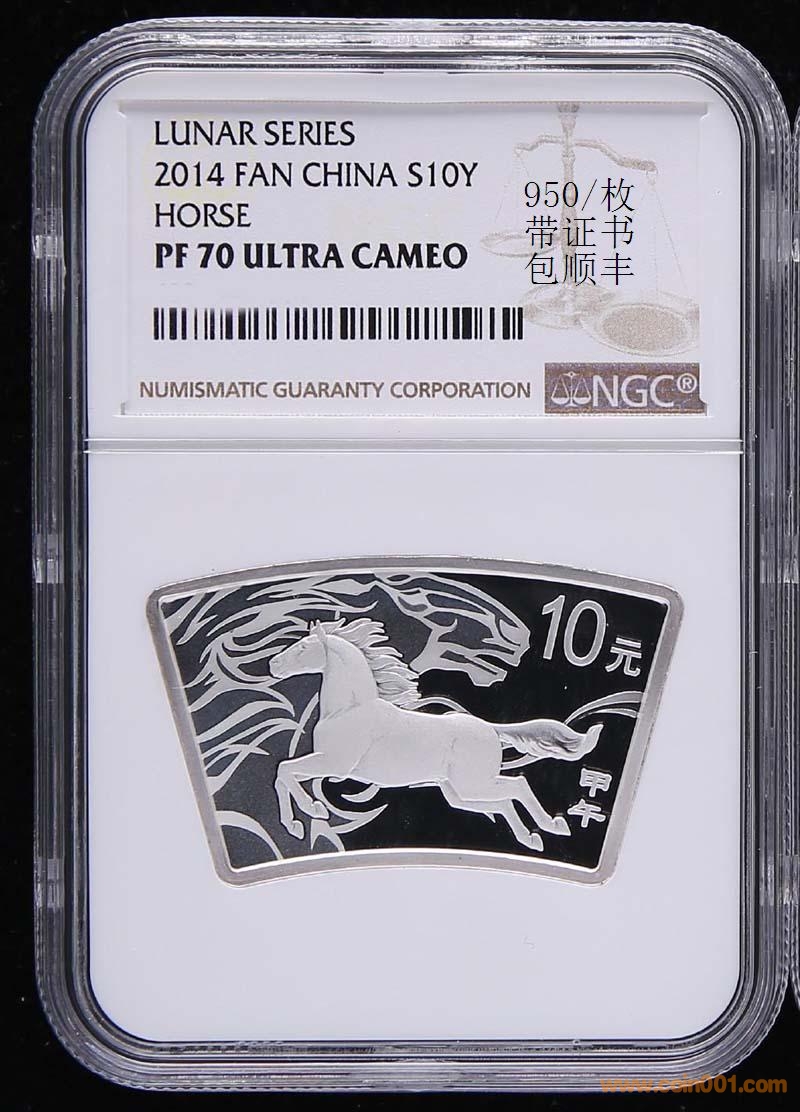 LUNAR SERIES
2014 FAN CHINA S10Y
HORSE
PF 70 ULTRA CAMEO
950/枚
带证书
包顺丰
NUMISMATIC GUARANTY CORPORATION
NGC®
10元
甲午
www.coin001.com